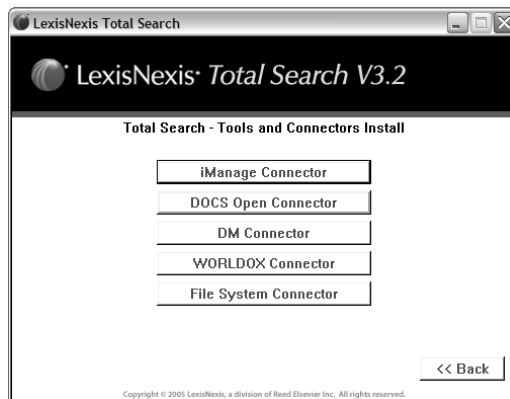 LexisNexis Total Search
LexisNexis· Total Search V3.2
Total Search - Tools and Connectors Install
iManage Connector
DOCS Open Connector
DM Connector
WORLDOX Connector
File System Connector
<< Back
Copyright © 2005 LexisNexis, a division of Reed Elsevier Inc. All rights reserved.